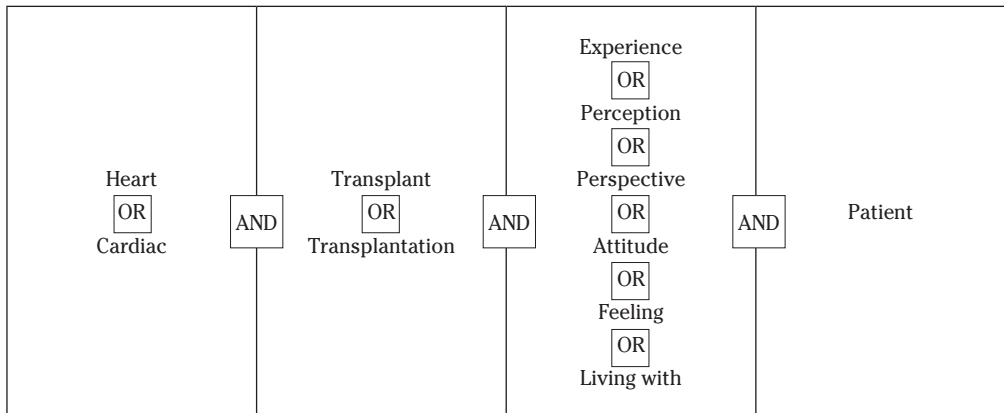 Heart
OR
Cardiac
AND
Transplant
OR
Transplantation
AND
Experience
OR
Perception
OR
Perspective
OR
Attitude
OR
Feeling
OR
Living with
AND
Patient